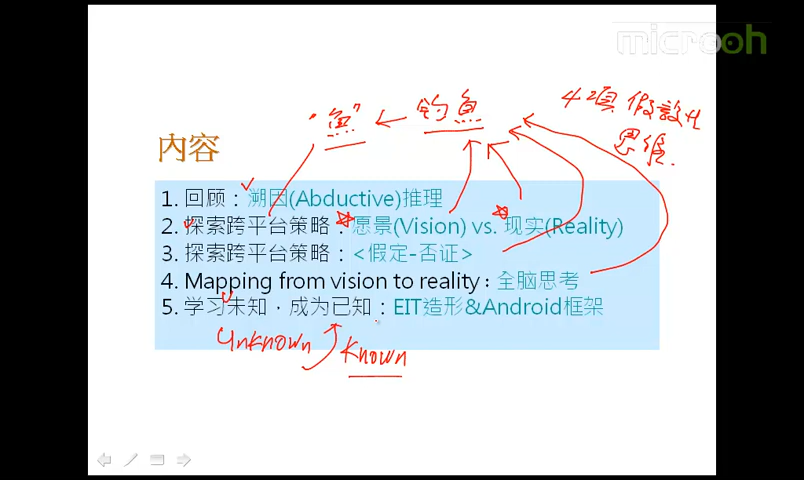 microoh
4項 假設化
思維.
"魚" ← 釣魚
内容
1. 回顾：溯因(Abductive)推理
2. 探索跨平台策略：愿景(Vision) vs. 现实(Reality)
3. 探索跨平台策略：<假定-否证>
4. Mapping from vision to reality：全脑思考
5. 学习未知，成为已知：EIT造形&Android框架
Unknown
Known